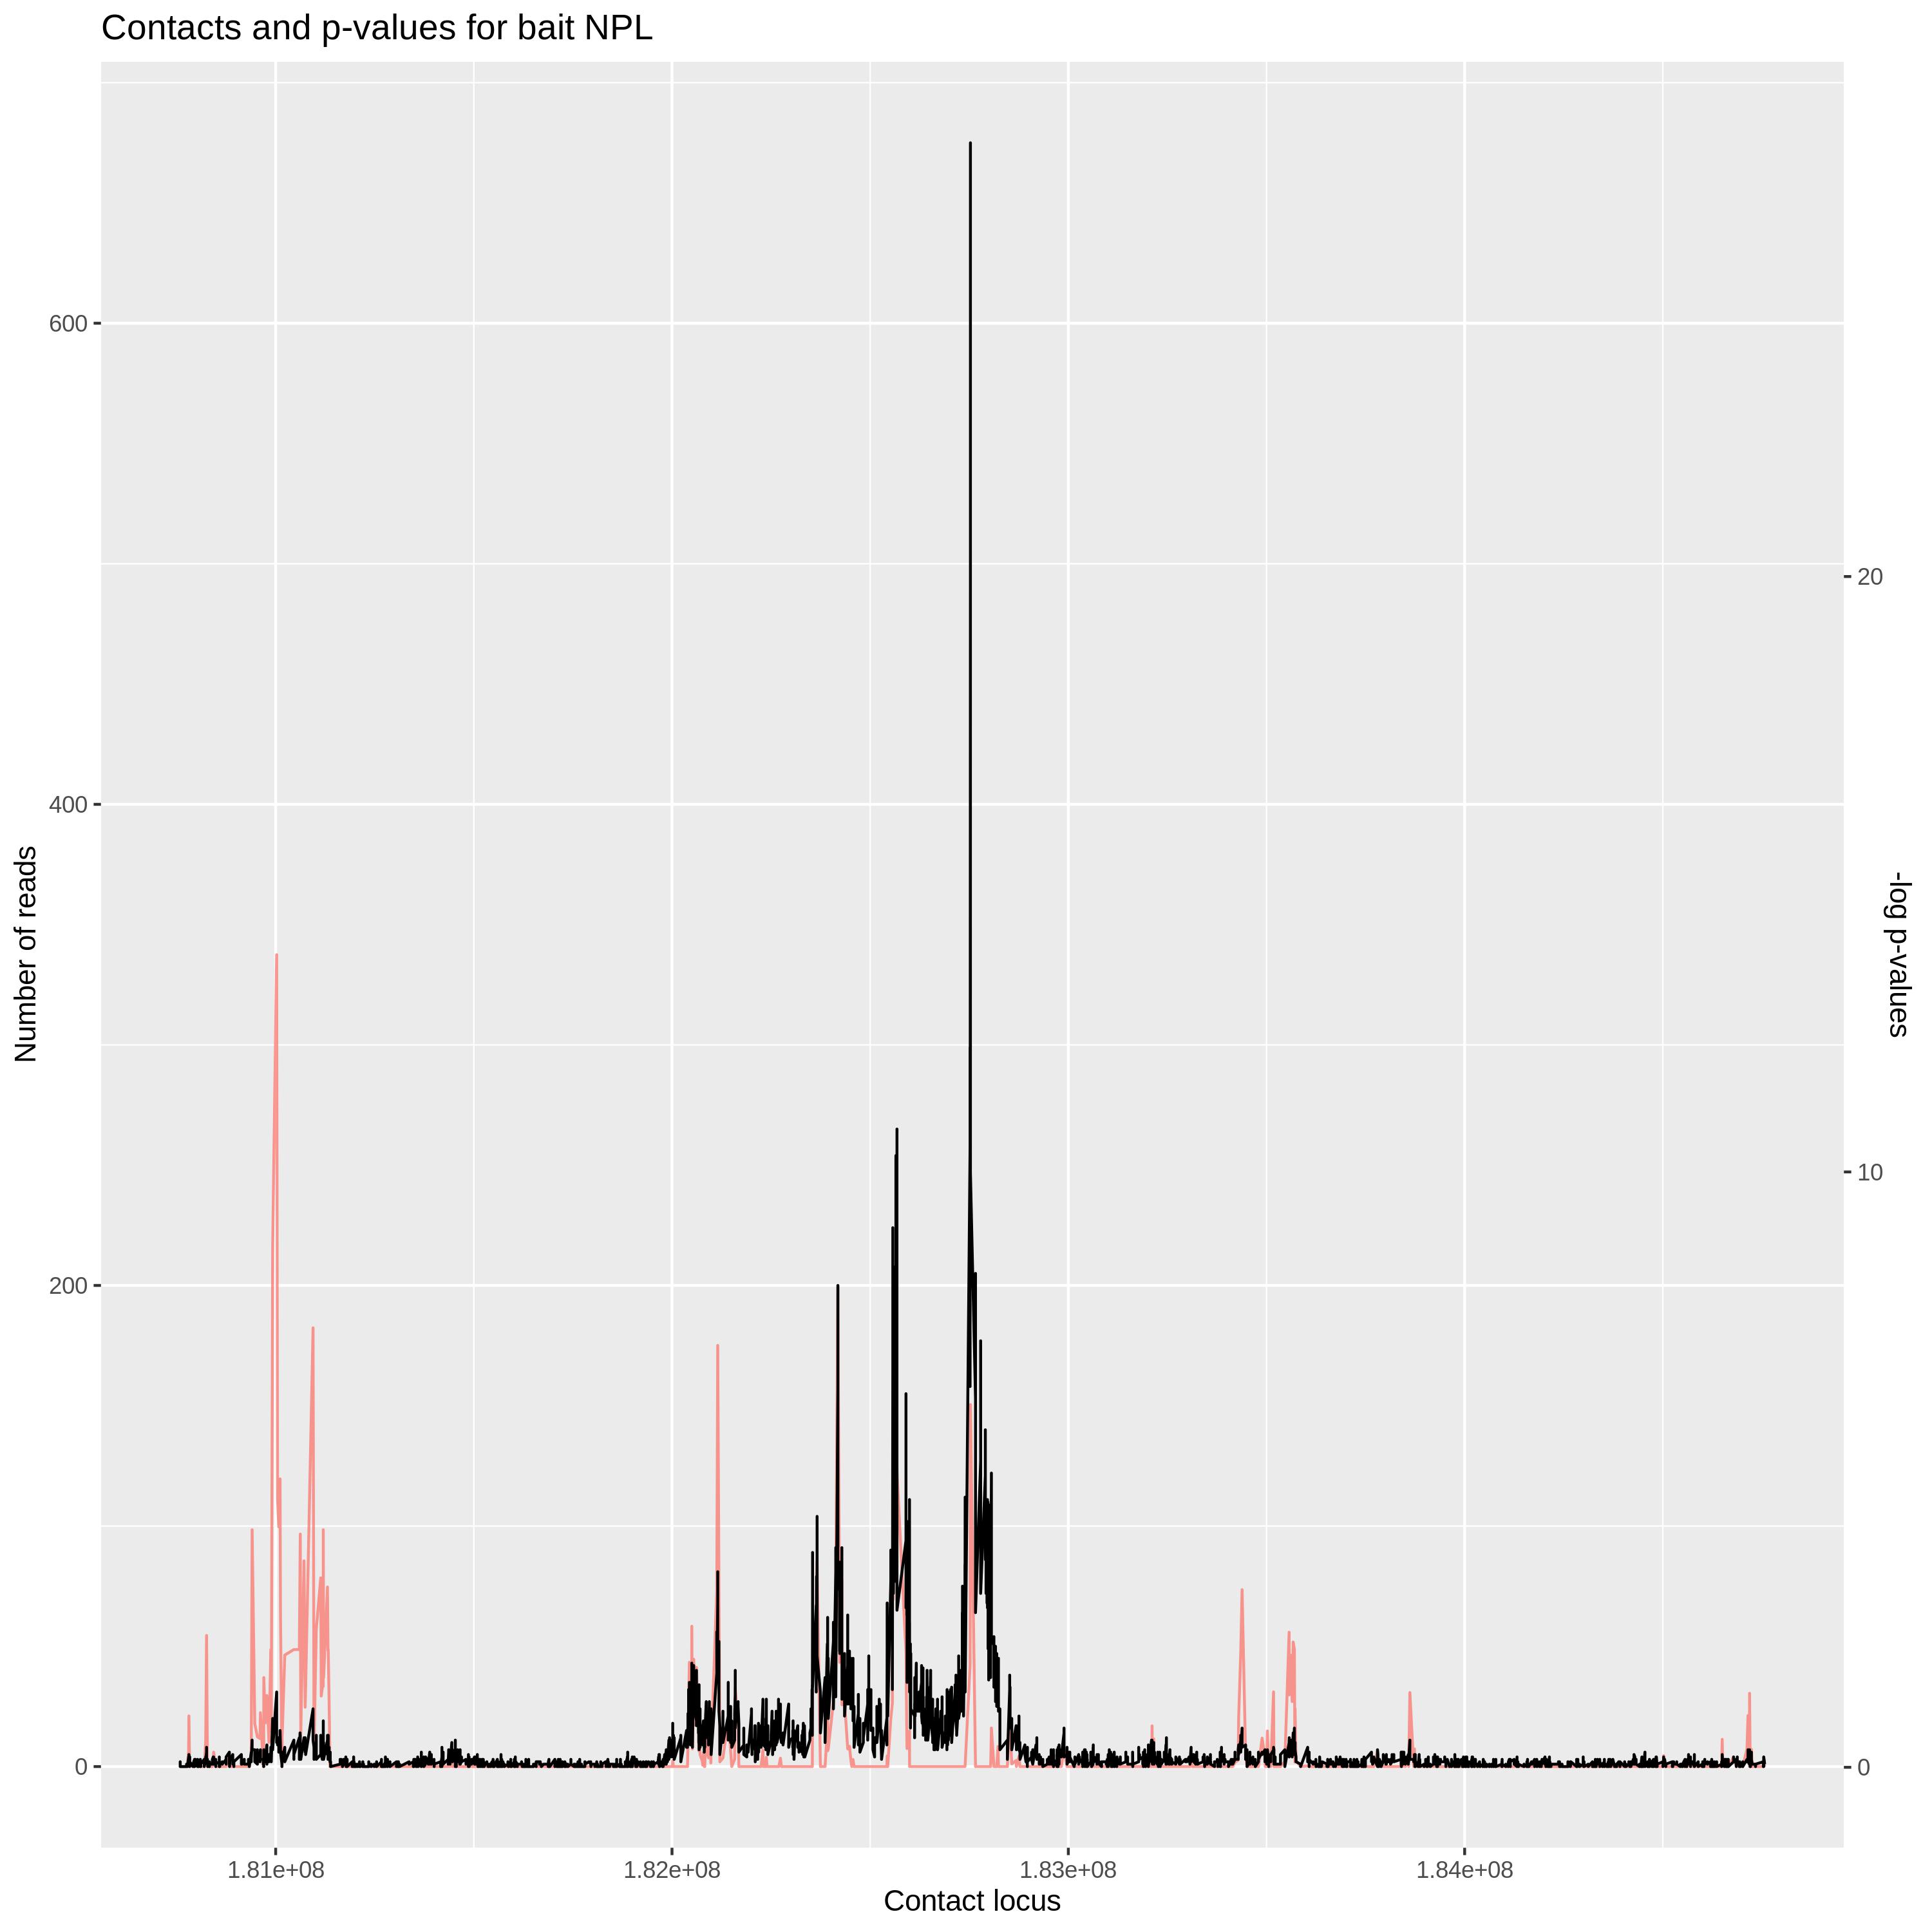 Contacts and p-values for bait NPL
600
400
200
0
Number of reads
20
10
0
-log p-values
1.81e+08
1.82e+08
1.83e+08
1.84e+08
Contact locus